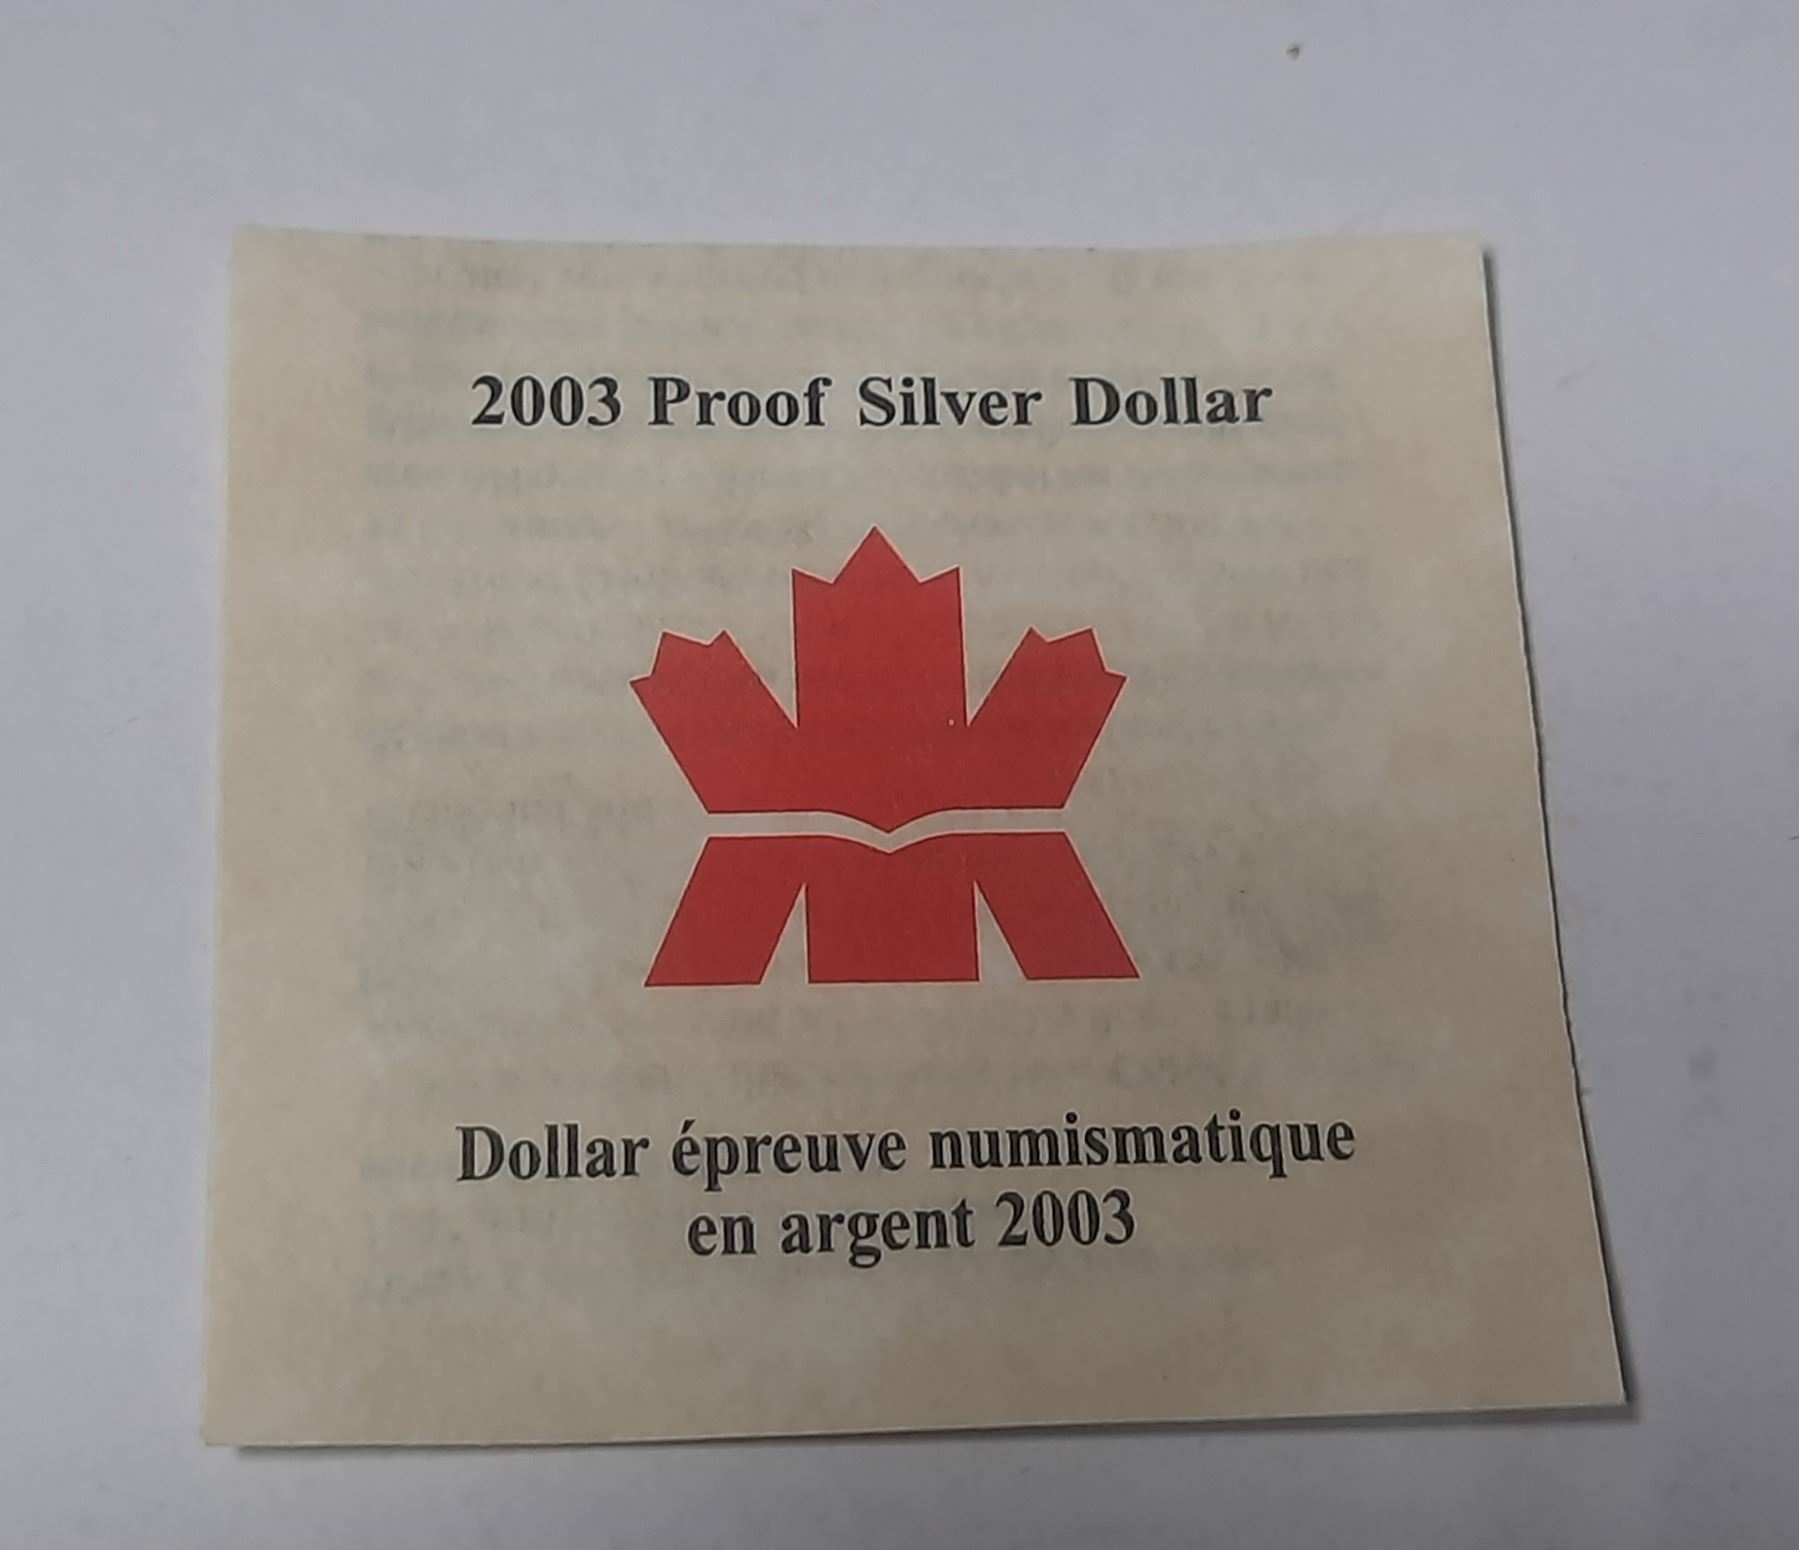 2003 Proof Silver Dollar
Dollar épreuve numismatique
en argent 2003